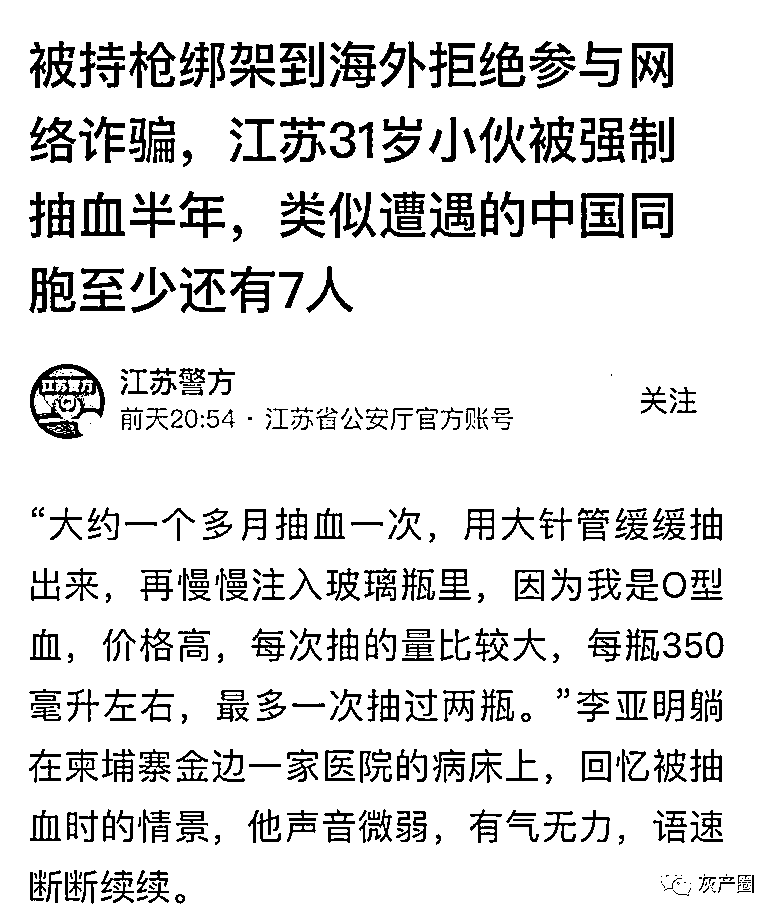 被持枪绑架到海外拒绝参与网
络诈骗，江苏31岁小伙被强制
抽血半年，类似遭遇的中国同
胞至少还有7人
江苏警方
江苏警方
前天20:54 · 江苏省公安厅官方账号
关注
“大约一个多月抽血一次，用大针管缓缓抽
出来，再慢慢注入玻璃瓶里，因为我是O型
血，价格高，每次抽的量比较大，每瓶350
毫升左右，最多一次抽过两瓶。”李亚明躺
在柬埔寨金边一家医院的病床上，回忆被抽
血时的情景，他声音微弱，有气无力，语速
断断续续。
灰产圈